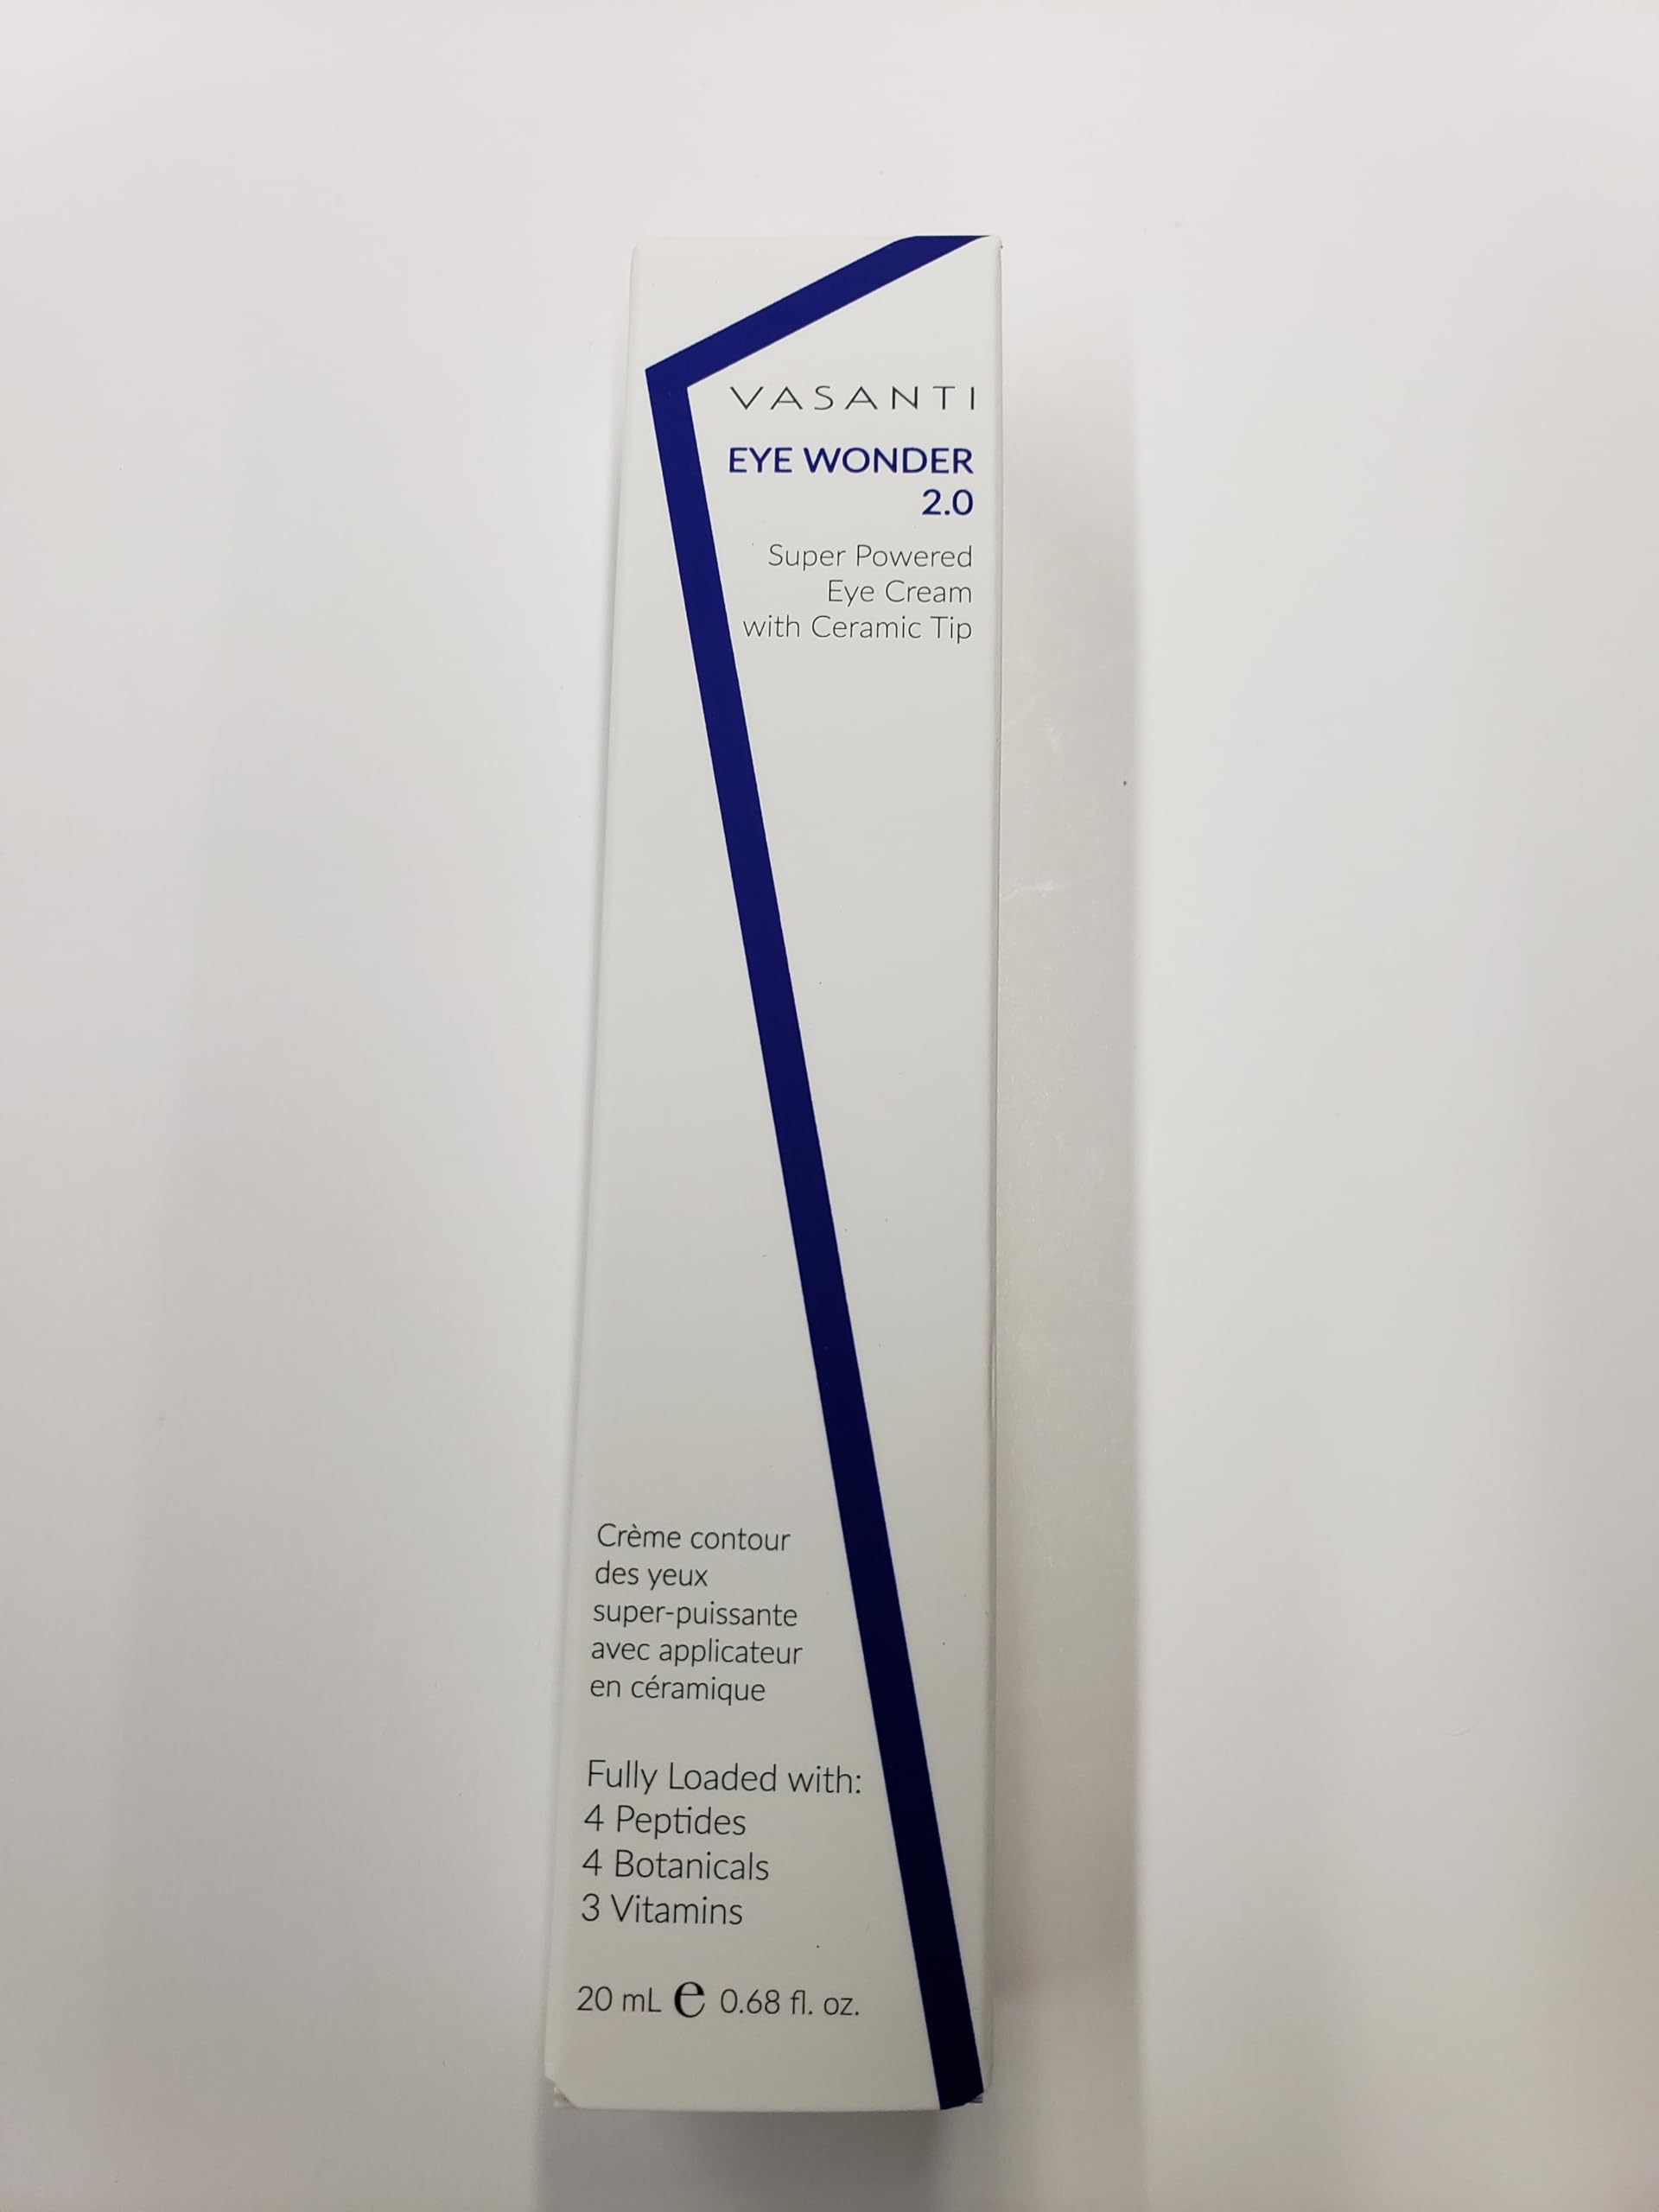 VASANTI
EYE WONDER
2.0
Super Powered
Eye Cream
with Ceramic Tip
Crème contour
des yeux
super-puissante
avec applicateur
en céramique
Fully Loaded with:
4 Peptides
4 Botanicals
3 Vitamins
20 mL ℮ 0.68 fl. oz.